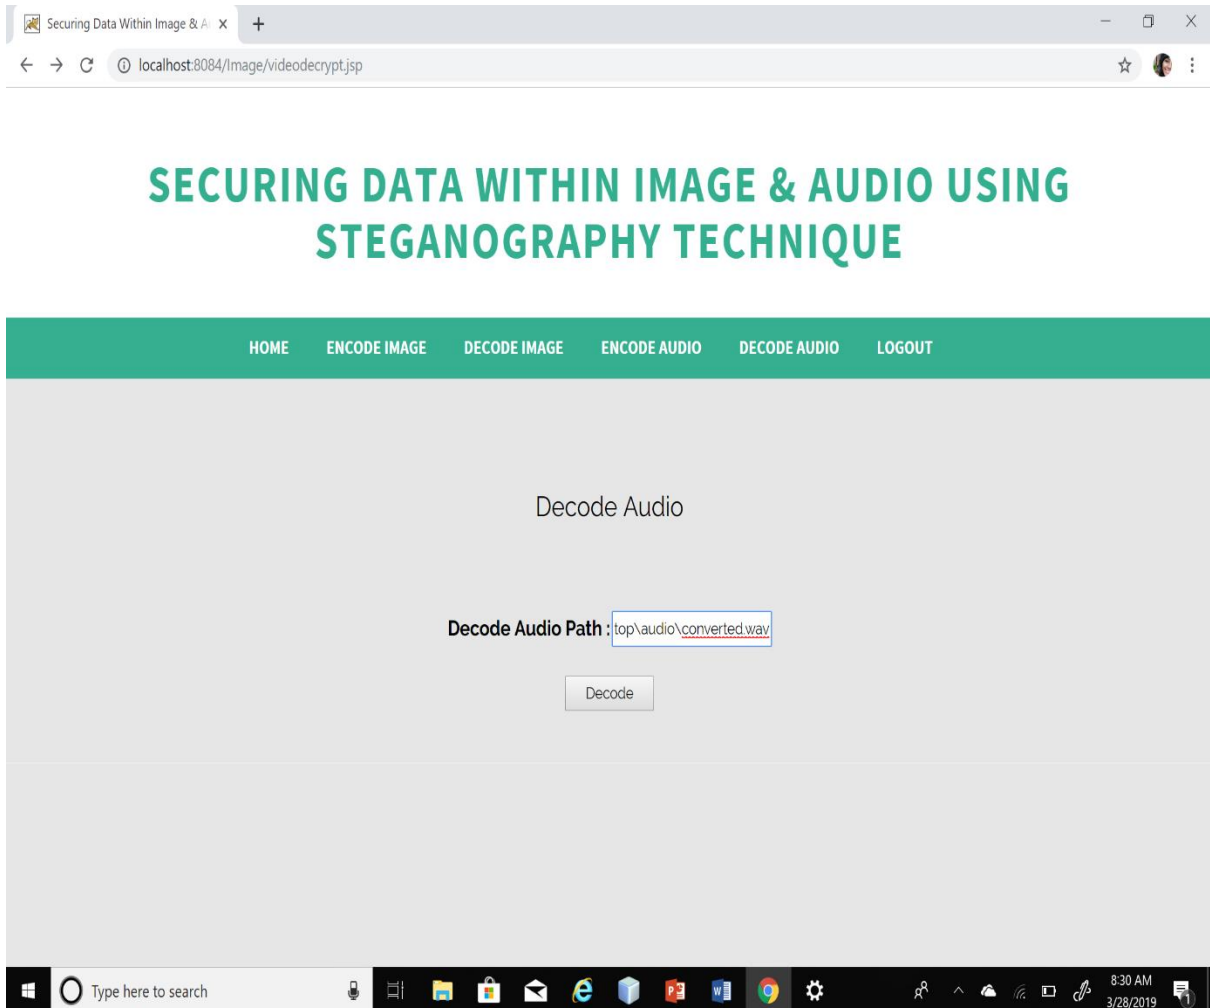 Securing Data Within Image & A
localhost:8084/Image/videodecrypt.jsp
SECURING DATA WITHIN IMAGE & AUDIO USING
STEGANOGRAPHY TECHNIQUE
HOME ENCODE IMAGE DECODE IMAGE ENCODE AUDIO DECODE AUDIO LOGOUT
Decode Audio
Decode Audio Path : top\audio\converted.wav
Decode
Type here to search
8:30 AM
3/28/2019